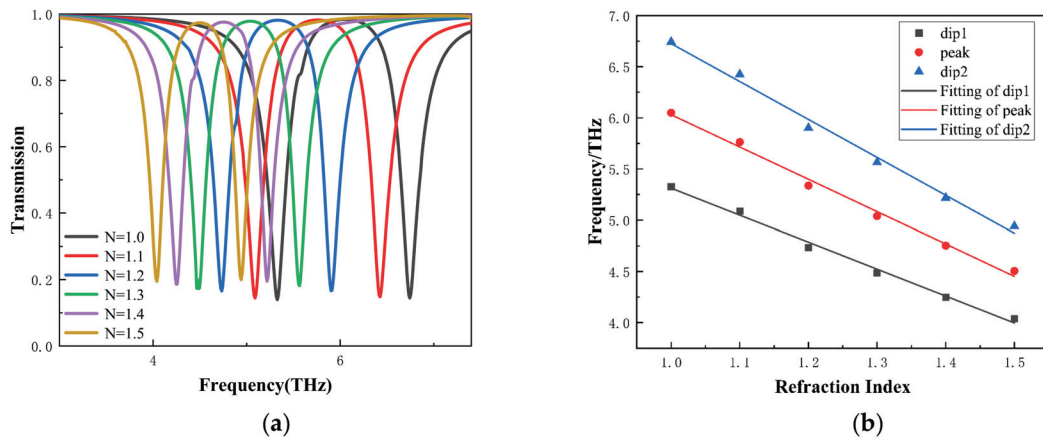 (a)
1.0
0.8
0.6
0.4
0.2
0.0
Transmission
N=1.0
N=1.1
N=1.2
N=1.3
N=1.4
N=1.5
4
6
Frequency(THz)
(a)
(b)
7.0
6.5
6.0
5.5
5.0
4.5
4.0
Frequency/THz
dip1
peak
dip2
Fitting of dip1
Fitting of peak
Fitting of dip2
1.0
1.1
1.2
1.3
1.4
1.5
Refraction Index
(b)